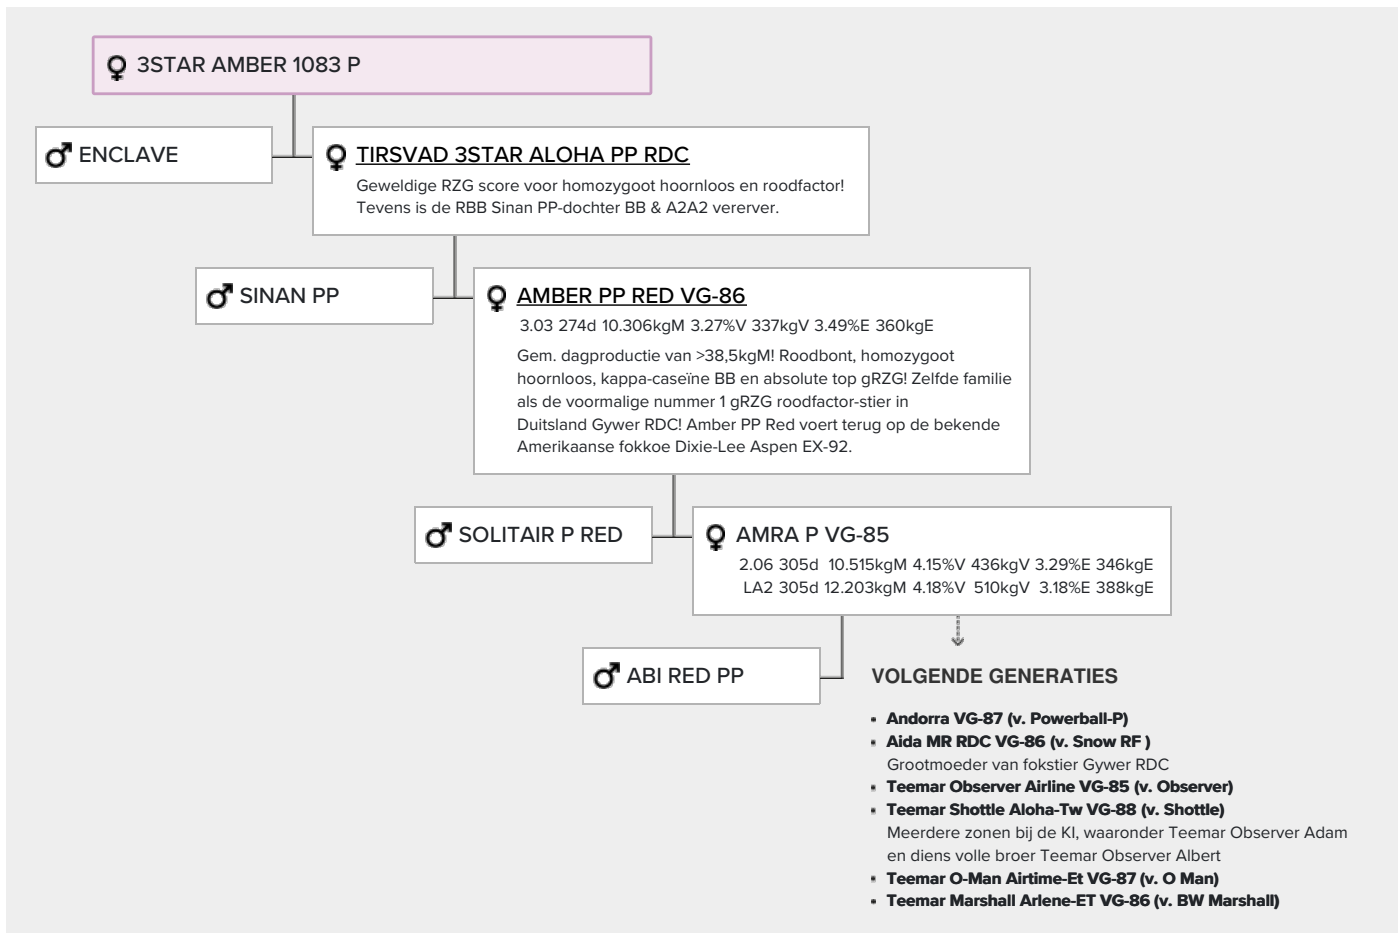 3STAR AMBER 1083 P
ENCLAVE
TIRSVAD 3STAR ALOHA PP RDC
Geweldige RZG score voor homozygoot hoornloos en roodfactor!
Tevens is de RBB Sinan PP-dochter BB & A2A2 vererver.
SINAN PP
AMBER PP RED VG-86
3.03 274d 10.306kgM 3.27%V 337kgV 3.49%E 360kgE
Gem. dagproductie van >38,5kgM! Roodbont, homozygoot
hoornloos, kappa-caseïne BB en absolute top gRZG! Zelfde familie
als de voormalige nummer 1 gRZG roodfactor-stier in
Duitsland Gywer RDC! Amber PP Red voert terug op de bekende
Amerikaanse fokkoe Dixie-Lee Aspen EX-92.
SOLITAIR P RED
AMRA P VG-85
2.06 305d 10.515kgM 4.15%V 436kgV 3.29%E 346kgE
LA2 305d 12.203kgM 4.18%V 510kgV 3.18%E 388kgE
ABI RED PP
VOLGENDE GENERATIES
• Andorra VG-87 (v. Powerball-P)
• Aida MR RDC VG-86 (v. Snow RF )
Grootmoeder van fokstier Gywer RDC
• Teemar Observer Airline VG-85 (v. Observer)
• Teemar Shottle Aloha-Tw VG-88 (v. Shottle)
Meerdere zonen bij de KI, waaronder Teemar Observer Adam
en diens volle broer Teemar Observer Albert
• Teemar O-Man Airtime-Et VG-87 (v. O Man)
• Teemar Marshall Arlene-ET VG-86 (v. BW Marshall)